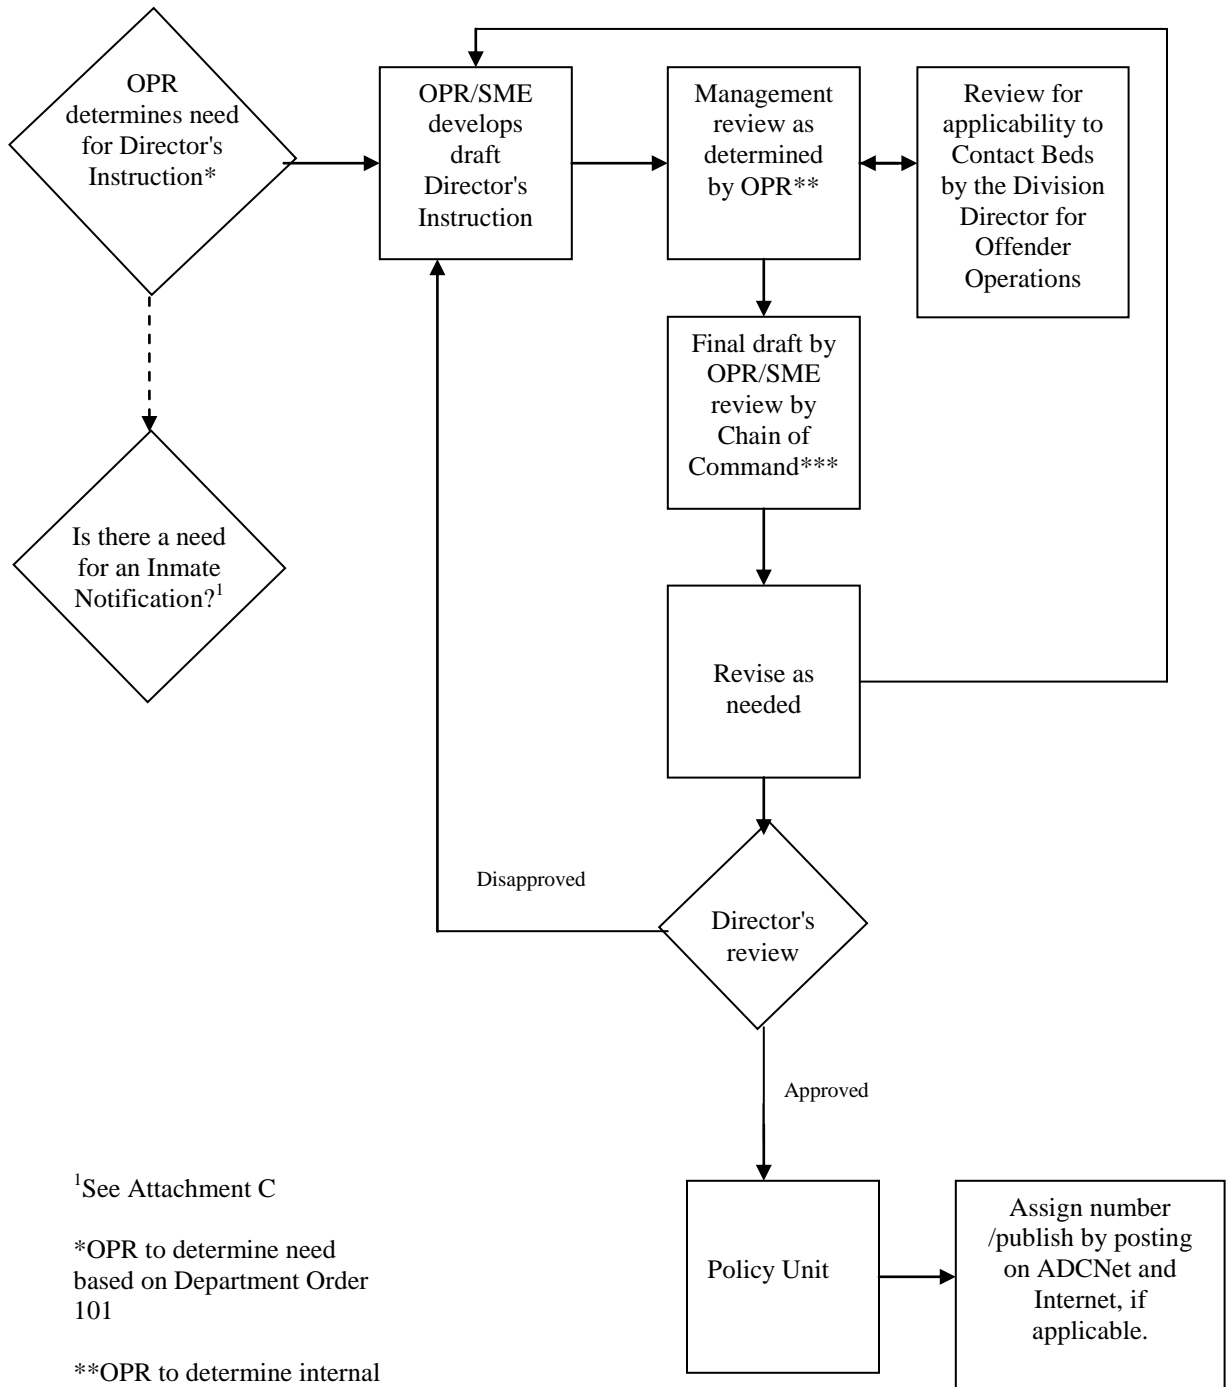 OPR
determines need
for Director's
Instruction*
OPR/SME
develops
draft
Director's
Instruction
Management
review as
determined
by OPR**
Review for
applicability to
Contact Beds
by the Division
Director for
Offender
Operations
Final draft by
OPR/SME
review by
Chain of
Command***
Is there a need
for an Inmate
Notification?1
Revise as
needed
Disapproved
Director's
review
Approved
1See Attachment C
*OPR to determine need
based on Department Order
101
**OPR to determine internal
Policy Unit
Assign number
/publish by posting
on ADCNet and
Internet, if
applicable.